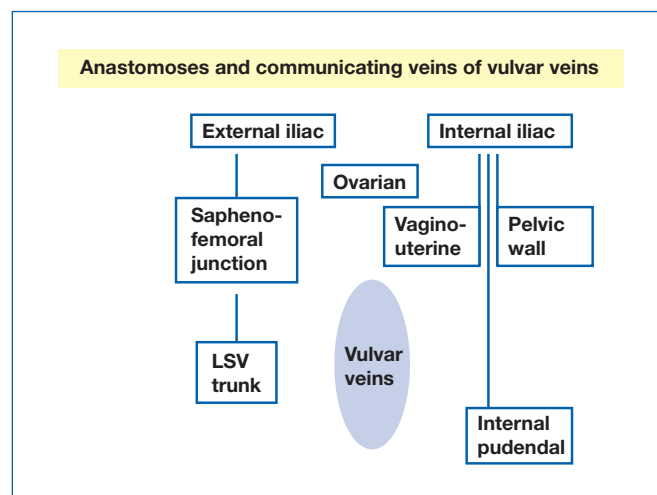 Anastomoses and communicating veins of vulvar veins
External iliac
Internal iliac
Ovarian
Sapheno-
femoral
junction
Vagino-
uterine
Pelvic
wall
LSV
trunk
Vulvar
veins
Internal
pudendal